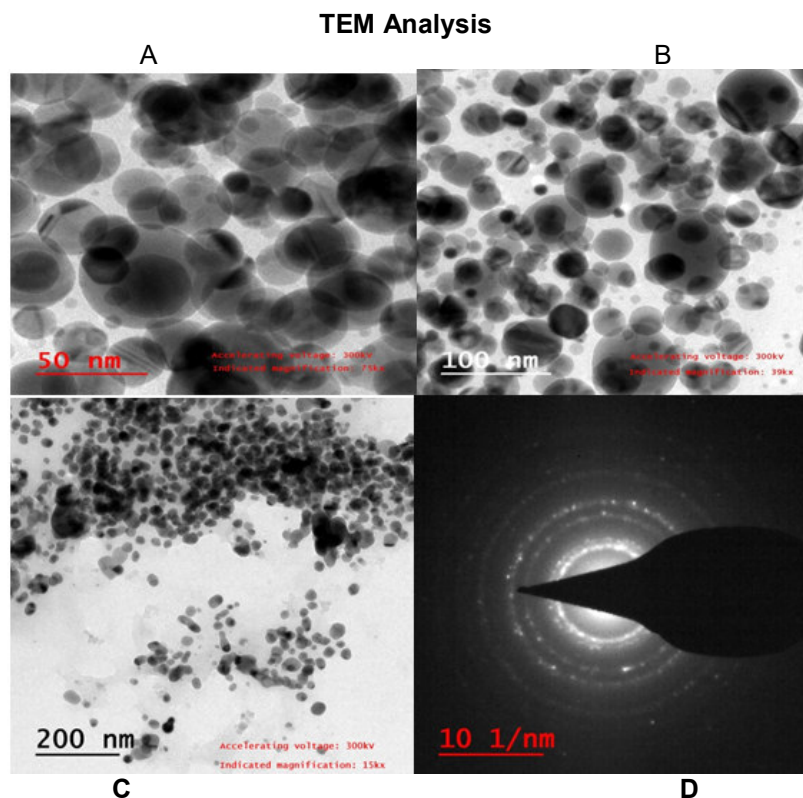 TEM Analysis
A
B
50 nm
Accelerating voltage: 300kV
Indicated magnification: 75kx
100 nm
Accelerating voltage: 300kV
Indicated magnification: 39kx
200 nm
Accelerating voltage: 300kV
Indicated magnification: 15kx
10 1/nm
C
D